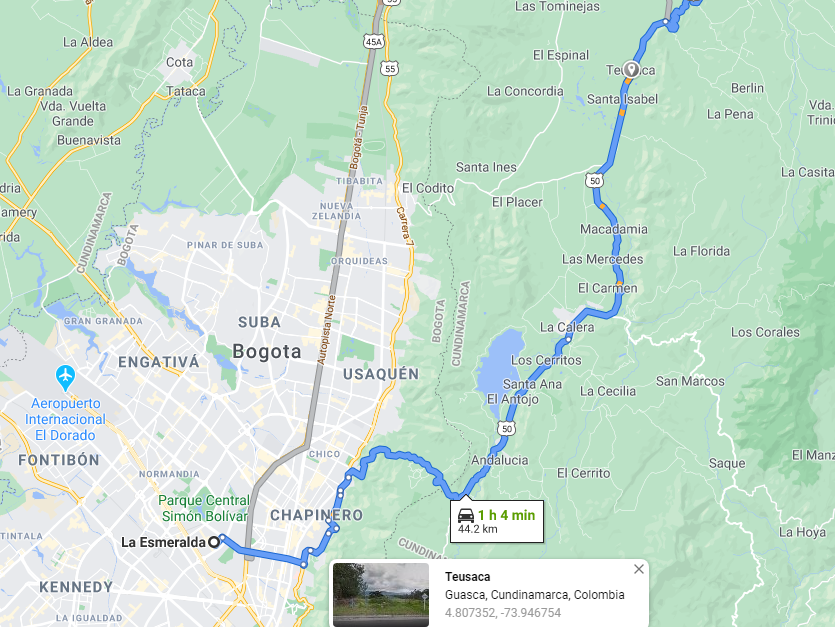 55
Las Tominejas
La Aldea
45A
El Espinal
Cota
55
Teusaca
La Granada
Tataca
La Concordia
Berlin
Santa Isabel
Vda. Vuelta
Grande
La Pena
Vda.
Trini
Buenavista
Bogotá - Tunja
Santa Ines
La Casita
TIBABITA
50
dria
El Codito
El Placer
amery
NUEVA
ZELANDIA
Carrera 7
CUNDINAMARCA
BOGOTA
Macadamia
rida
PINAR DE SUBA
La Florida
ORQUIDEAS
Las Mercedes
El Carmen
BOGOTA
CUNDINAMARCA
GRAN GRANADA
SUBA
Autopista Norte
La Calera
Los Corales
Bogota
ENGATIVÁ
Los Cerritos
USAQUÉN
Santa Ana
San Marcos
La Cecilia
El Antojo
Aeropuerto
Internacional
El Dorado
50
FONTIBÓN
CHICO
Andalucia
Saque
El Manz
NORMANDIA
El Cerrito
Parque Central
Simón Bolívar
CHAPINERO
1 h 4 min
44.2 km
La Hoya
TINTALA
La Esmeralda
CUNDINAMARCA
KENNEDY
LA IGUALDAD
Teusaca
Guasca, Cundinamarca, Colombia
4.807352, -73.946754